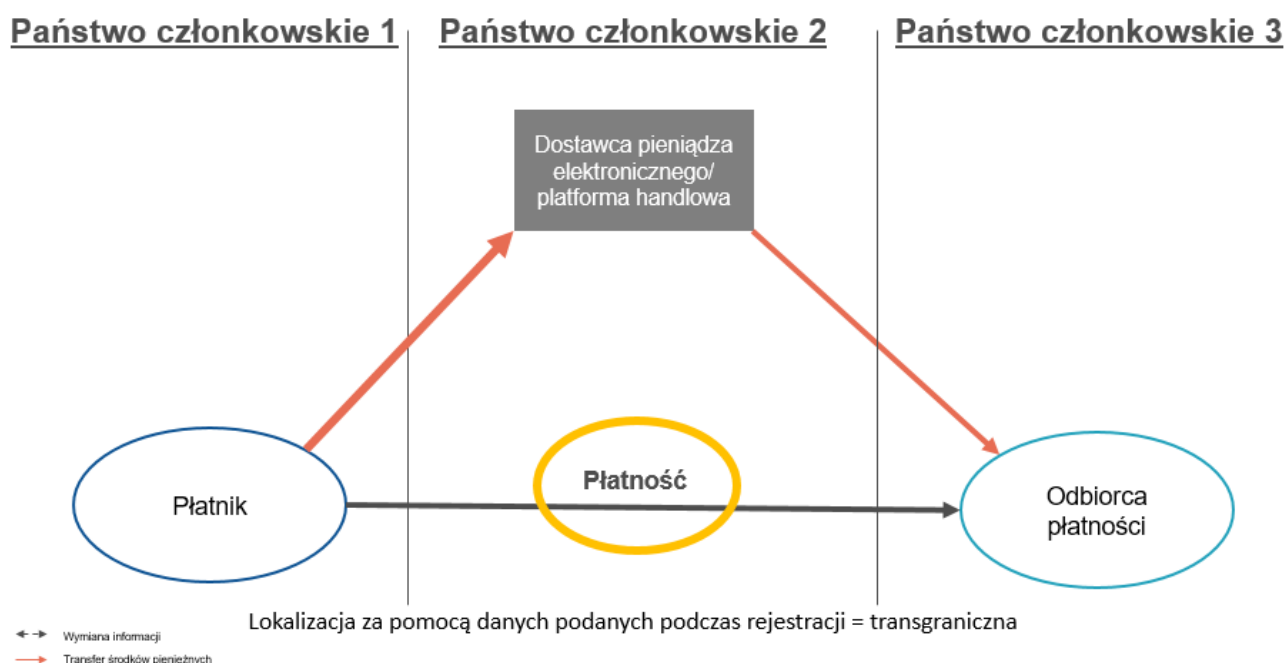 Państwo członkowskie 1
Państwo członkowskie 2
Państwo członkowskie 3
Dostawca pieniądza
elektronicznego/
platforma handlowa
Płatnik
Płatność
Odbiorca
płatności
Lokalizacja za pomocą danych podanych podczas rejestracji = transgraniczna
Wymiana informacji
Transfer środków pieniężnych